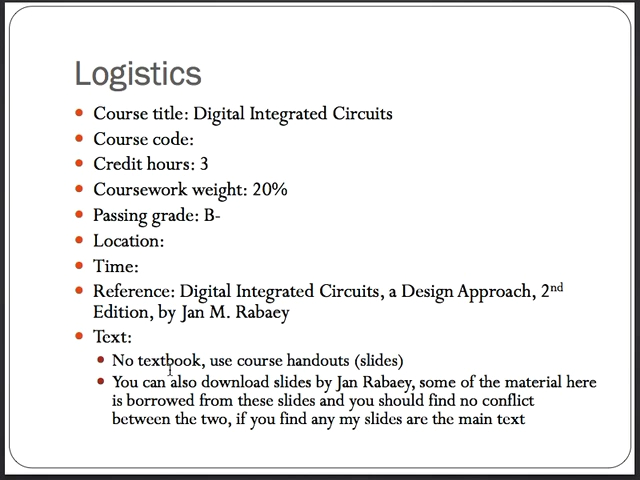 Logistics
Course title: Digital Integrated Circuits
Course code:
Credit hours: 3
Coursework weight: 20%
Passing grade: B-
Location:
Time:
Reference: Digital Integrated Circuits, a Design Approach, 2nd
Edition, by Jan M. Rabaey
Text:
No textbook, use course handouts (slides)
You can also download slides by Jan Rabaey, some of the material here
is borrowed from these slides and you should find no conflict
between the two, if you find any my slides are the main text